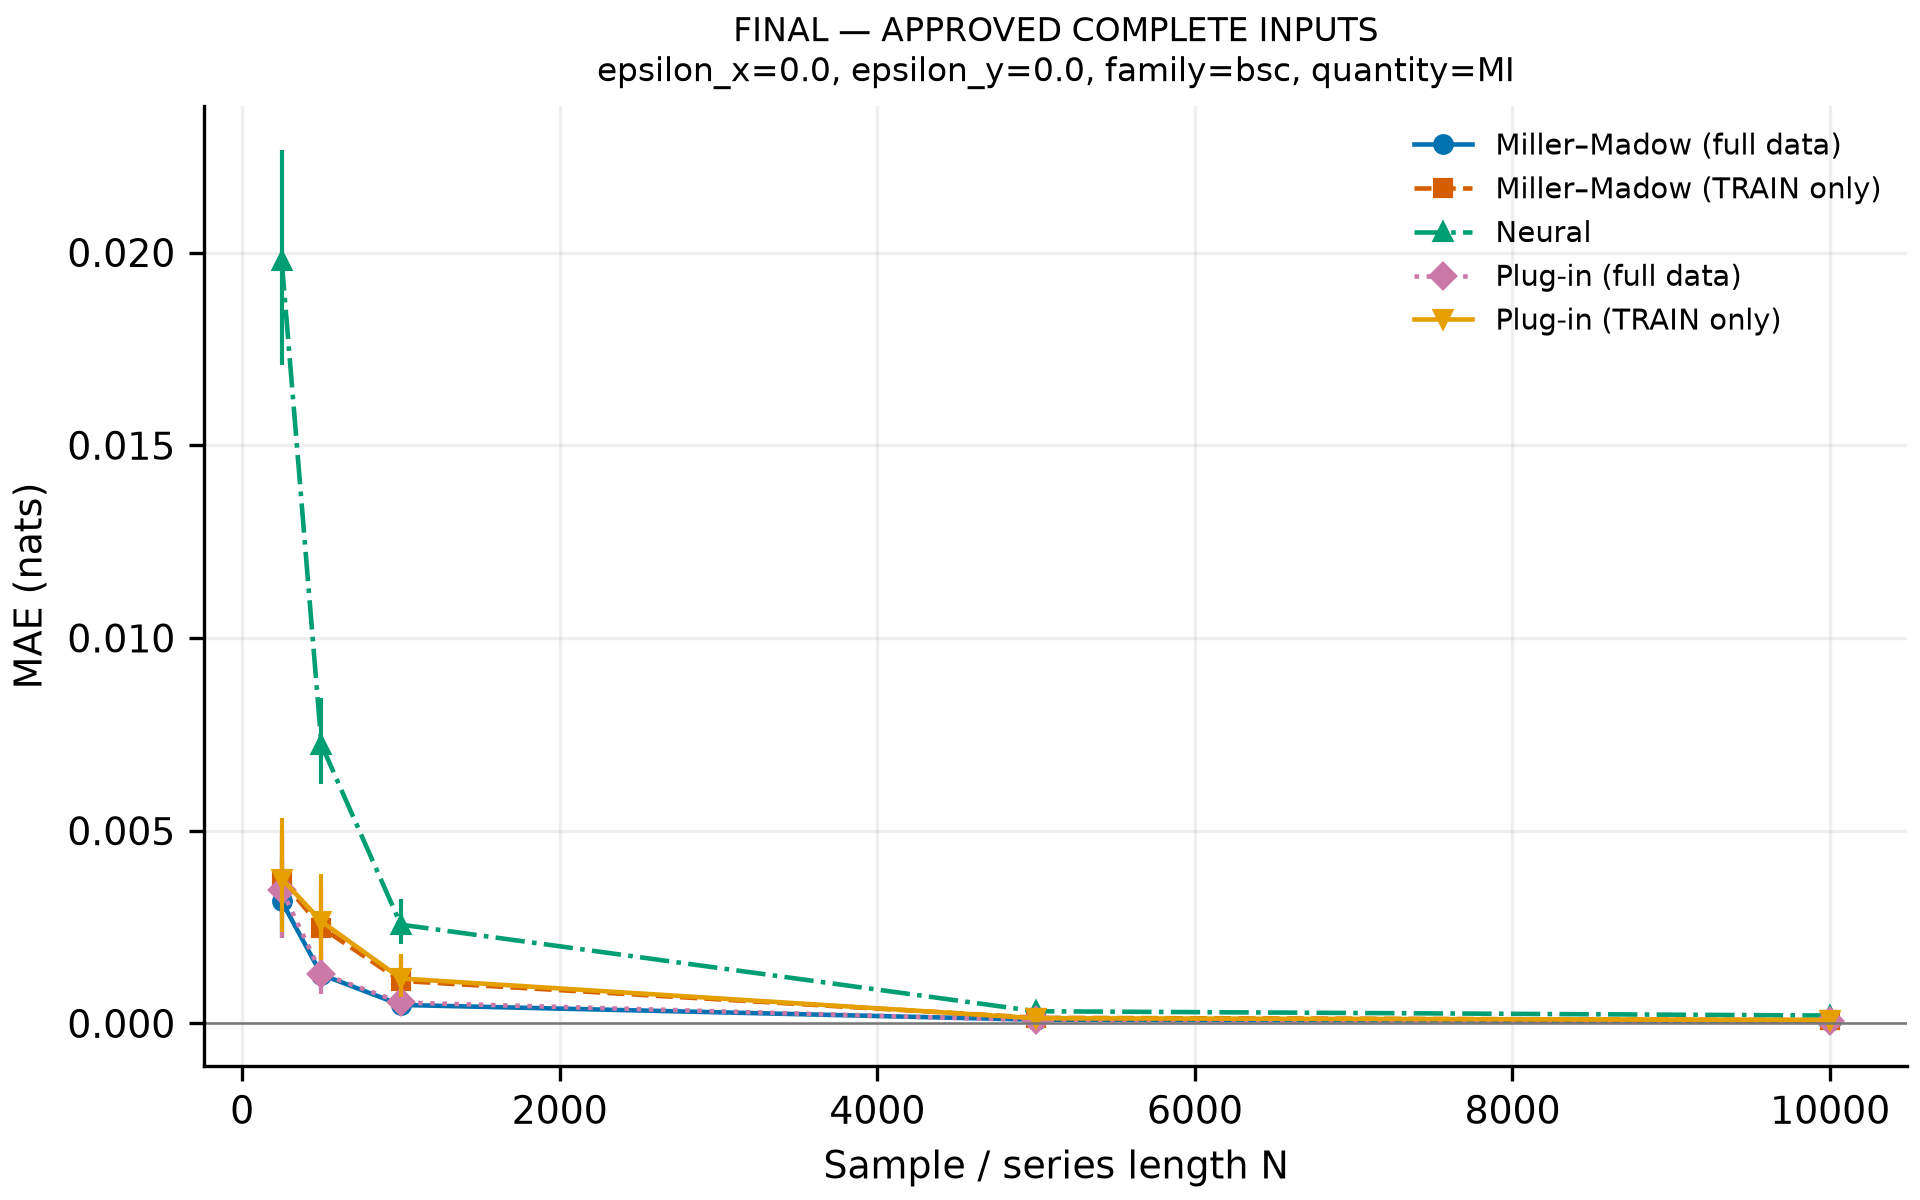 FINAL — APPROVED COMPLETE INPUTS
epsilon_x=0.0, epsilon_y=0.0, family=bsc, quantity=MI
Miller–Madow (full data)
Miller–Madow (TRAIN only)
Neural
Plug-in (full data)
Plug-in (TRAIN only)
MAE (nats)
0.020
0.015
0.010
0.005
0.000
0 2000 4000 6000 8000 10000
Sample / series length N